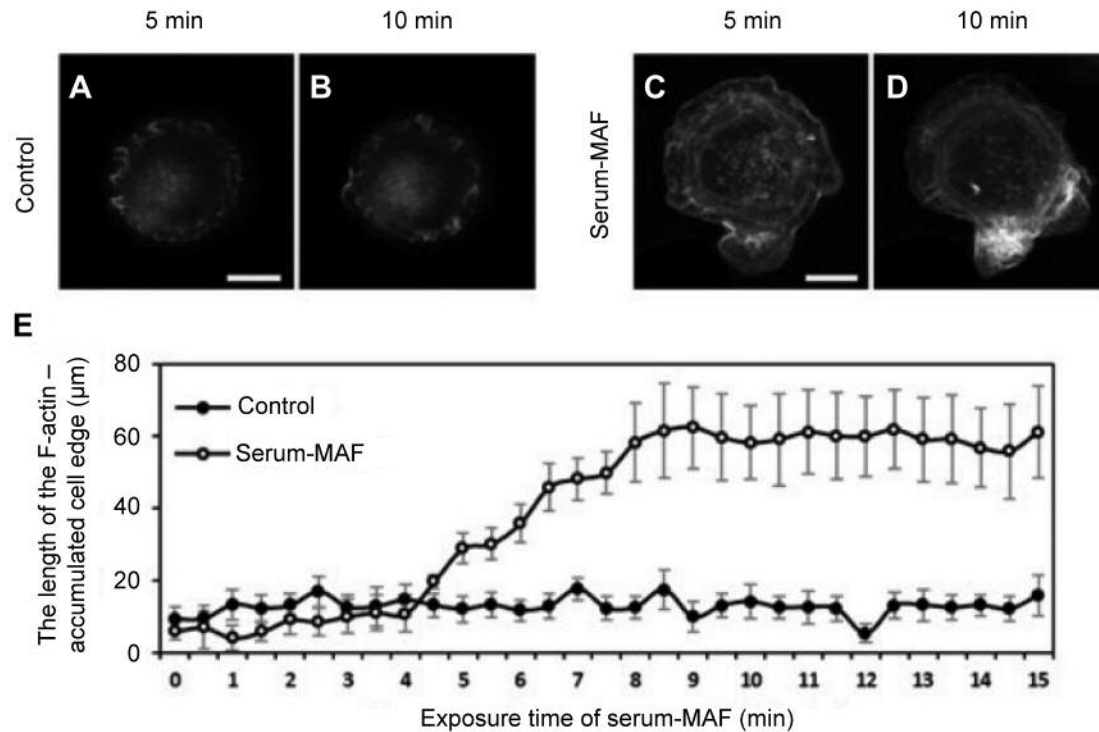 5 min 10 min 5 min 10 min
Control A B Serum-MAF C D
E
The length of the F-actin –
accumulated cell edge (µm)
80
60
40
20
0
Control
Serum-MAF
0 1 2 3 4 5 6 7 8 9 10 11 12 13 14 15
Exposure time of serum-MAF (min)